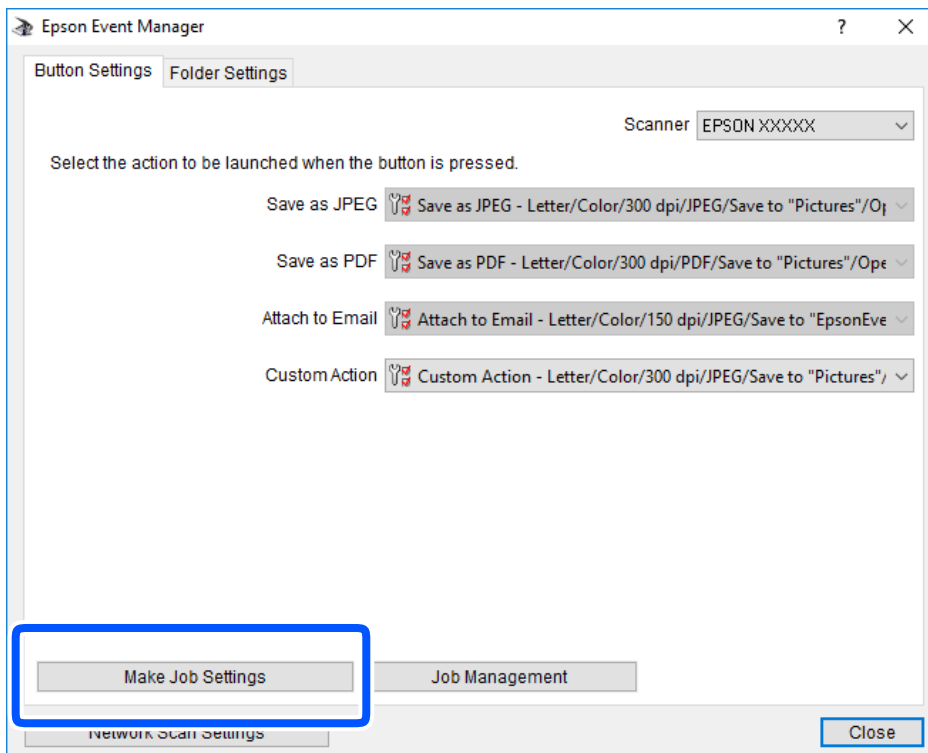 Epson Event Manager
Button Settings Folder Settings
Scanner EPSON XXXXX
Select the action to be launched when the button is pressed.
Save as JPEG Save as JPEG - Letter/Color/300 dpi/JPEG/Save to "Pictures"/Op
Save as PDF Save as PDF - Letter/Color/300 dpi/PDF/Save to "Pictures"/Ope
Attach to Email Attach to Email - Letter/Color/150 dpi/JPEG/Save to "EpsonEve
Custom Action Custom Action - Letter/Color/300 dpi/JPEG/Save to "Pictures"/
Make Job Settings Job Management
Network Scan Settings Close